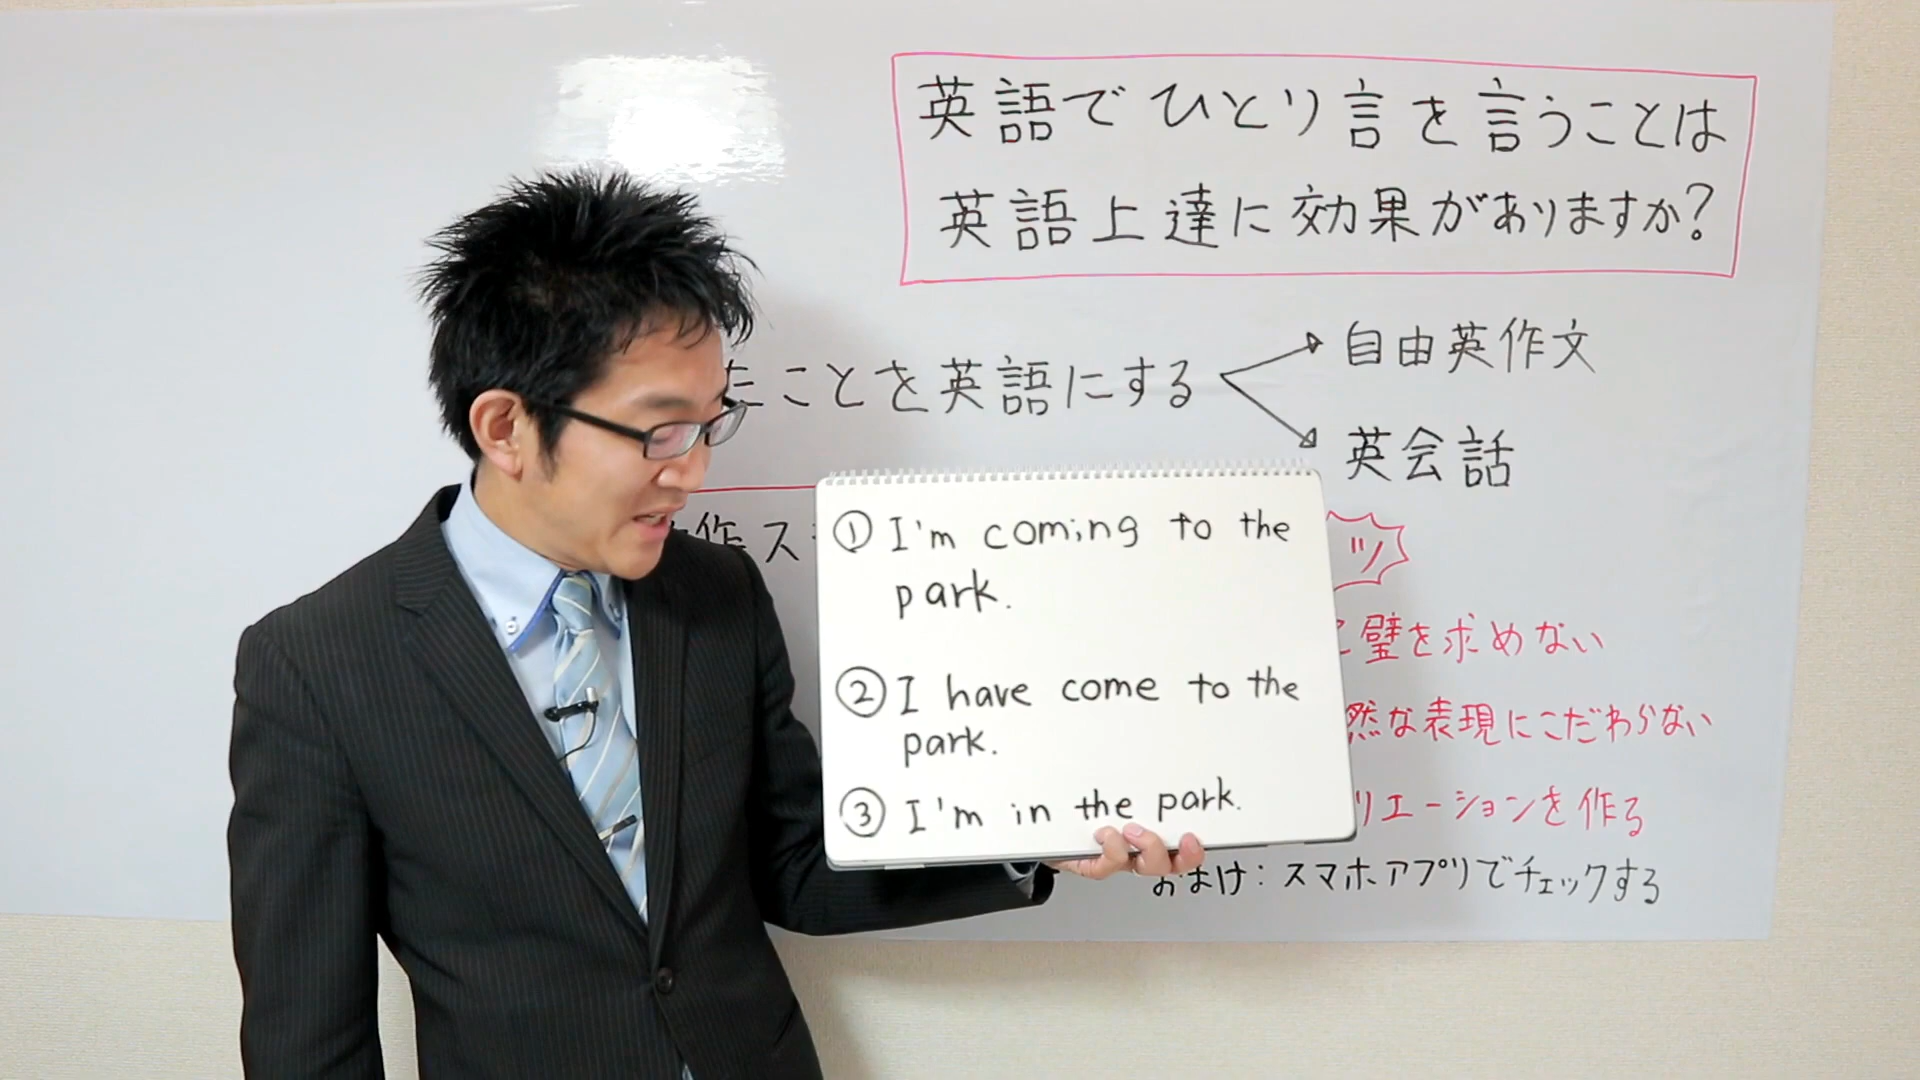 英語でひとり言を言うことは
英語上達に効果がありますか?
たことを英語にする
自由英作文
英会話
作ス
ツ
① I'm coming to the
park.
② I have come to the
park.
③ I'm in the park.
璧を求めない
然な表現にこだわらない
リエーションを作る
おまけ:スマホアプリでチェックする